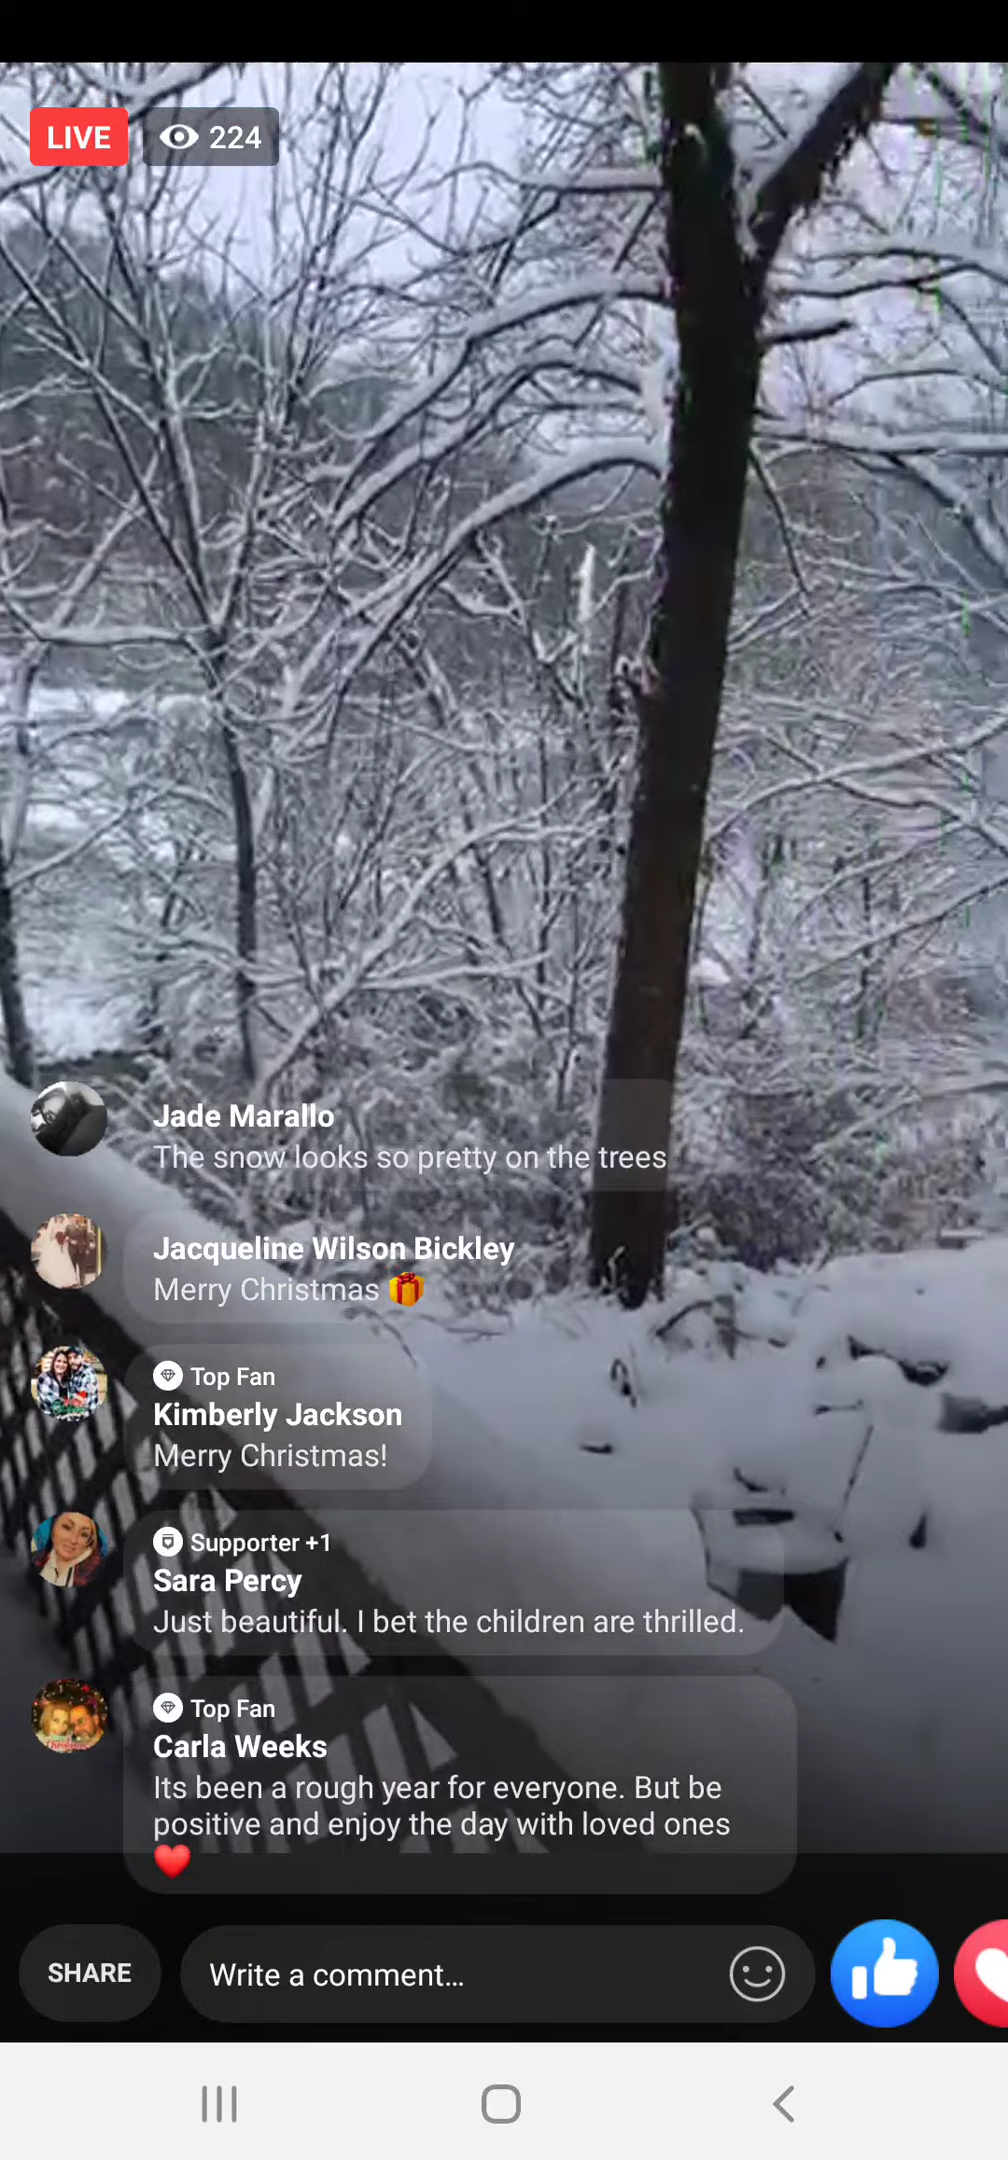 LIVE 224
Jade Marallo
The snow looks so pretty on the trees
Jacqueline Wilson Bickley
Merry Christmas 🎁
Top Fan
Kimberly Jackson
Merry Christmas!
Supporter +1
Sara Percy
Just beautiful. I bet the children are thrilled.
Top Fan
Carla Weeks
Its been a rough year for everyone. But be
positive and enjoy the day with loved ones
❤️
SHARE Write a comment...